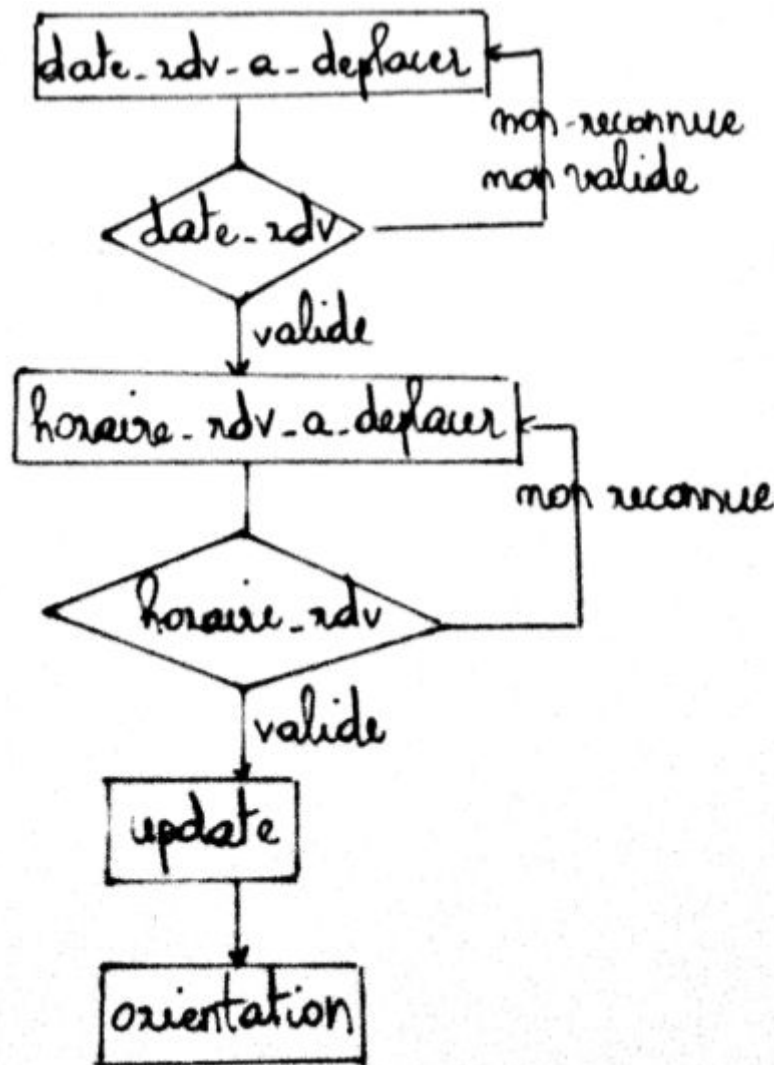 date_rdv_a_deplacer
non-reconnue
non valide
date_rdv
valide
horaire_rdv_a_deplacer
non reconnue
horaire_rdv
valide
update
orientation